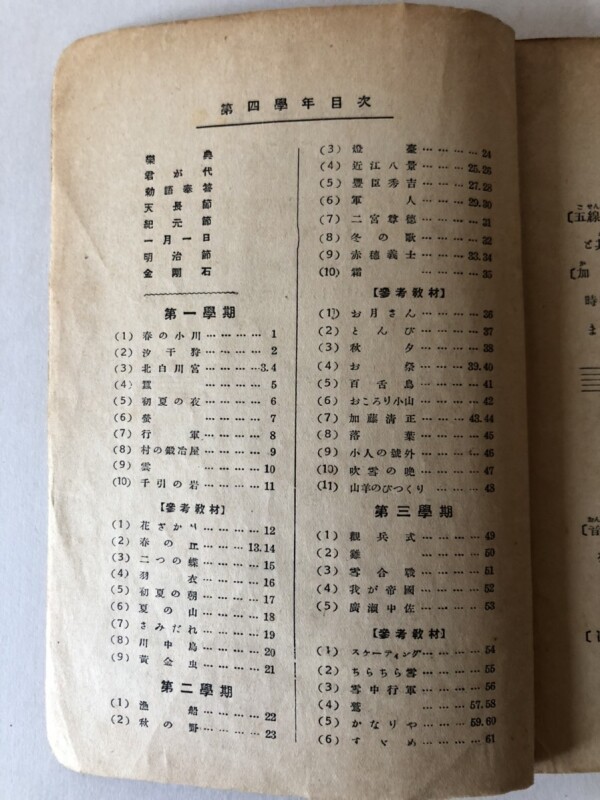 第四學年目次
樂典
君が代
勅語奉答
天長節
紀元節
一月一日
明治節
金剛石
第一學期
(1) 春の小川 … … … … 1
(2) 汐干狩 … … … … 2
(3) 北白川宮 … … … 3.4
(4) … … … … 5
(5) 初夏の夜 … … … … 6
(6) 螢 … … … … 7
(7) 行軍 … … … … 8
(8) 村の鍛冶屋 … … … … 9
(9) 雲 … … … … 10
(10) 千引の岩 … … … … 11
【參考教材】
(1) 花ざかり … … … … 12
(2) 春の … … … 13.14
(3) 二つの蝶 … … … … 15
(4) 羽衣 … … … … 16
(5) 初夏の朝 … … … … 17
(6) 夏の山 … … … … 18
(7) さみだれ … … … … 19
(8) 川中島 … … … … 20
(9) 黄金虫 … … … … 21
第二學期
(1) 漁船 … … … … 22
(2) 秋の野 … … … … 23
(3) 燈臺 … … … … 24
(4) 近江八景 … … … 25.26
(5) 豐臣秀吉 … … … 27.28
(6) 軍人 … … … 29.30
(7) 二宮尊德 … … … … 31
(8) 冬の歌 … … … … 32
(9) 赤穗義士 … … … 33.34
(10) 霜 … … … … 35
【參考教材】
(1) お月さん … … … … 36
(2) とんび … … … … 37
(3) 秋夕 … … … … 38
(4) お祭 … … … 39.40
(5) 百舌鳥 … … … … 41
(6) おころり小山 … … … 42
(7) 加藤清正 … … … 43.44
(8) 落葉 … … … … 45
(9) 小人の號外 … … … 46
(10) 吹雪の晩 … … … … 47
(11) 山羊のびつくり … … … 48
第三學期
(1) 觀兵式 … … … … 49
(2) 雛 … … … … 50
(3) 雪合戰 … … … … 51
(4) 我が帝國 … … … … 52
(5) 廣瀬中佐 … … … … 53
【參考教材】
(1) スケーティング … … … 54
(2) ちらちら雪 … … … … 55
(3) 雪中行軍 … … … … 56
(4) … … … 57.58
(5) かなりや … … … 59.60
(6) すゞめ … … … … 61